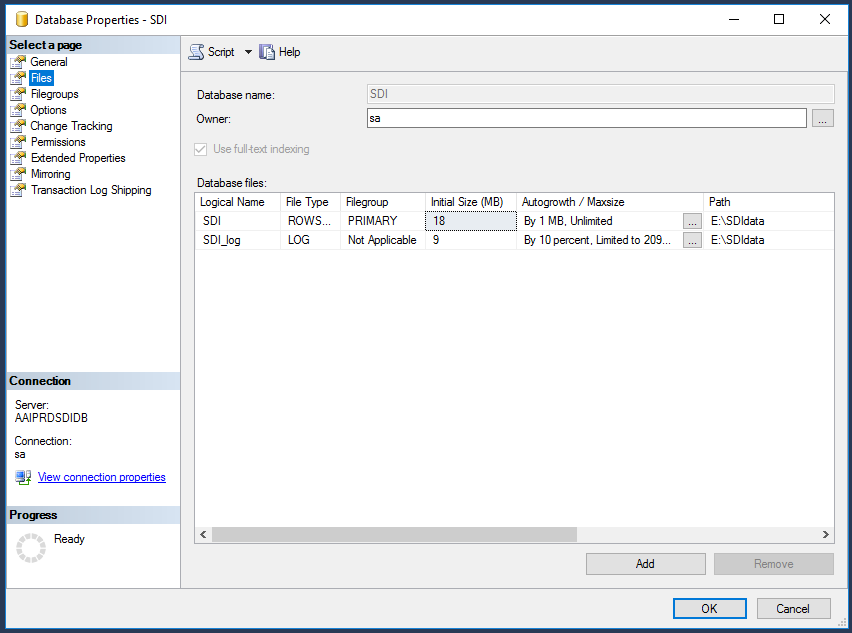 Database Properties - SDI
Select a page
General
Files
Filegroups
Options
Change Tracking
Permissions
Extended Properties
Mirroring
Transaction Log Shipping
Connection
Server:
AAIPRDSDIDB
Connection:
sa
View connection properties
Progress
Ready
Script Help
Database name: SDI
Owner: sa ...
Use full-text indexing
Database files:
Logical Name File Type Filegroup Initial Size (MB) Autogrowth / Maxsize Path
SDI ROWS... PRIMARY 18 By 1 MB, Unlimited ... E:\SDIdata
SDI_log LOG Not Applicable 9 By 10 percent, Limited to 209... ... E:\SDIdata
Add Remove
OK Cancel